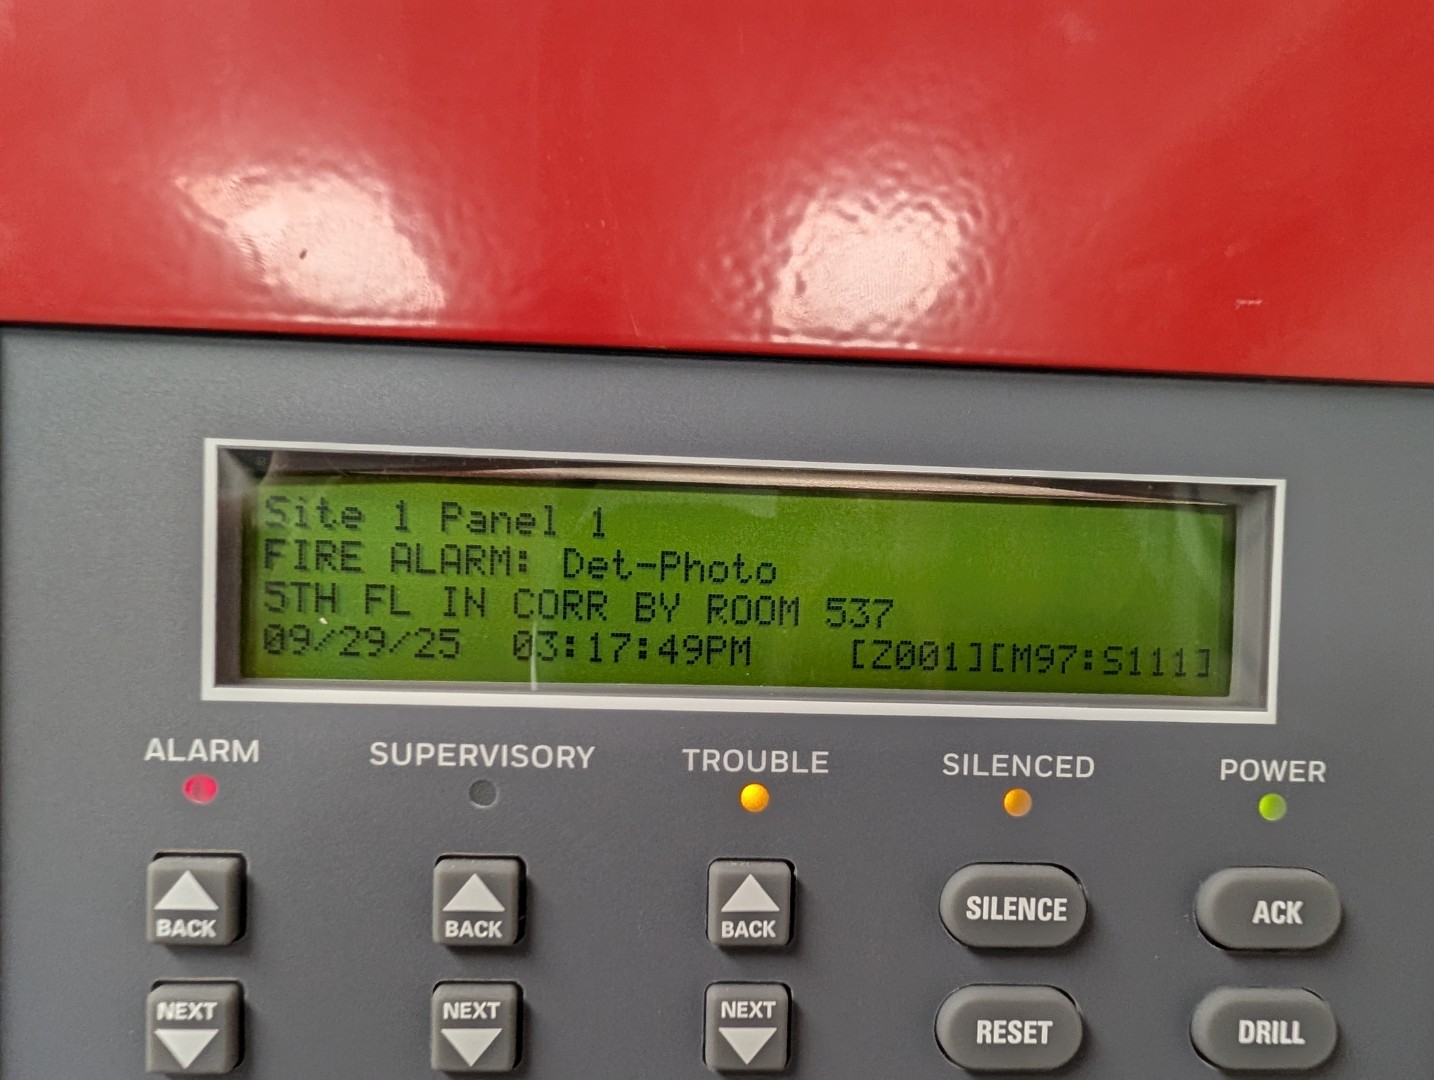 Site 1 Panel 1
FIRE ALARM: Det-Photo
5TH FL IN CORR BY ROOM 537
09/29/25  03:17:49PM  [Z001][M97:S111]
ALARM SUPERVISORY TROUBLE SILENCED POWER
BACK BACK BACK SILENCE ACK
NEXT NEXT NEXT RESET DRILL